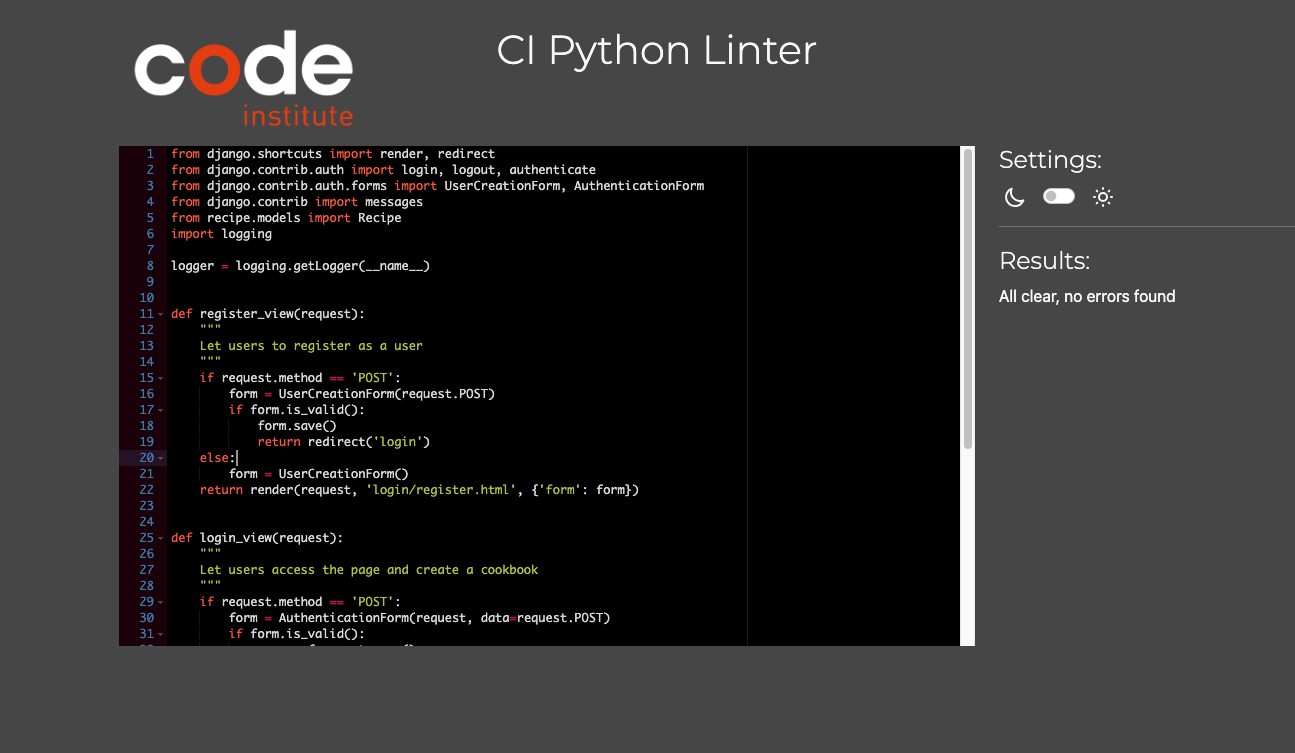 code
institute
CI Python Linter
1 from django.shortcuts import render, redirect
2 from django.contrib.auth import login, logout, authenticate
3 from django.contrib.auth.forms import UserCreationForm, AuthenticationForm
4 from django.contrib import messages
5 from recipe.models import Recipe
6 import logging
7
8 logger = logging.getLogger(__name__)
9
10
11 def register_view(request):
12     """
13     Let users to register as a user
14     """
15     if request.method == 'POST':
16         form = UserCreationForm(request.POST)
17         if form.is_valid():
18             form.save()
19             return redirect('login')
20     else:
21         form = UserCreationForm()
22     return render(request, 'login/register.html', {'form': form})
23
24
25 def login_view(request):
26     """
27     Let users access the page and create a cookbook
28     """
29     if request.method == 'POST':
30         form = AuthenticationForm(request, data=request.POST)
31         if form.is_valid():
Settings:
Results:
All clear, no errors found